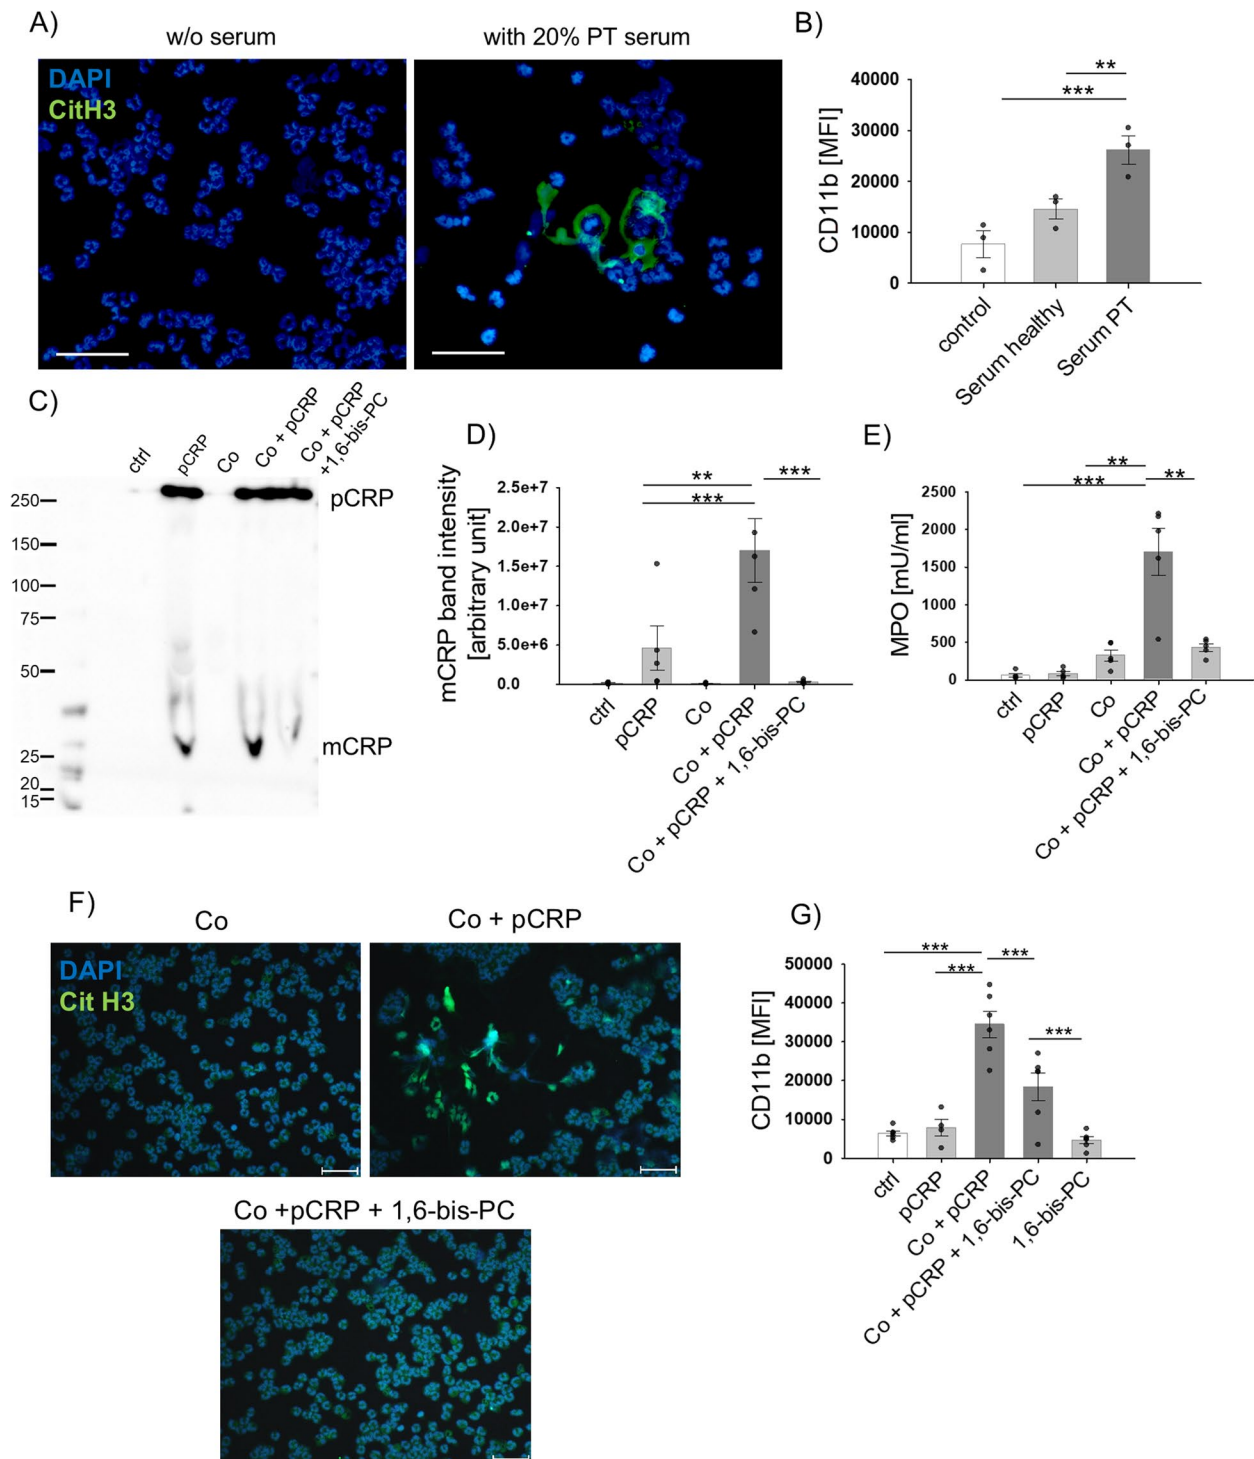 A)
w/o serum
with 20% PT serum
DAPI
CitH3
B)
CD11b [MFI]
40000
30000
20000
10000
0
**
***
control
Serum healthy
Serum PT
C)
ctrl
pCRP
Co
Co + pCRP
Co + pCRP
+1,6-bis-PC
250
150
100
75
50
25
20
15
pCRP
mCRP
D)
mCRP band intensity
[arbitrary unit]
2.5e+7
2.0e+7
1.5e+7
1.0e+7
5.0e+6
0.0
**
***
***
ctrl
pCRP
Co
Co + pCRP
Co + pCRP + 1,6-bis-PC
E)
MPO [mU/ml]
2500
2000
1500
1000
500
0
**
***
**
ctrl
pCRP
Co
Co + pCRP
Co + pCRP + 1,6-bis-PC
F)
Co
Co + pCRP
DAPI
Cit H3
Co +pCRP + 1,6-bis-PC
G)
CD11b [MFI]
50000
40000
30000
20000
10000
0
***
***
***
***
ctrl
pCRP
Co + pCRP
Co + pCRP + 1,6-bis-PC
1,6-bis-PC